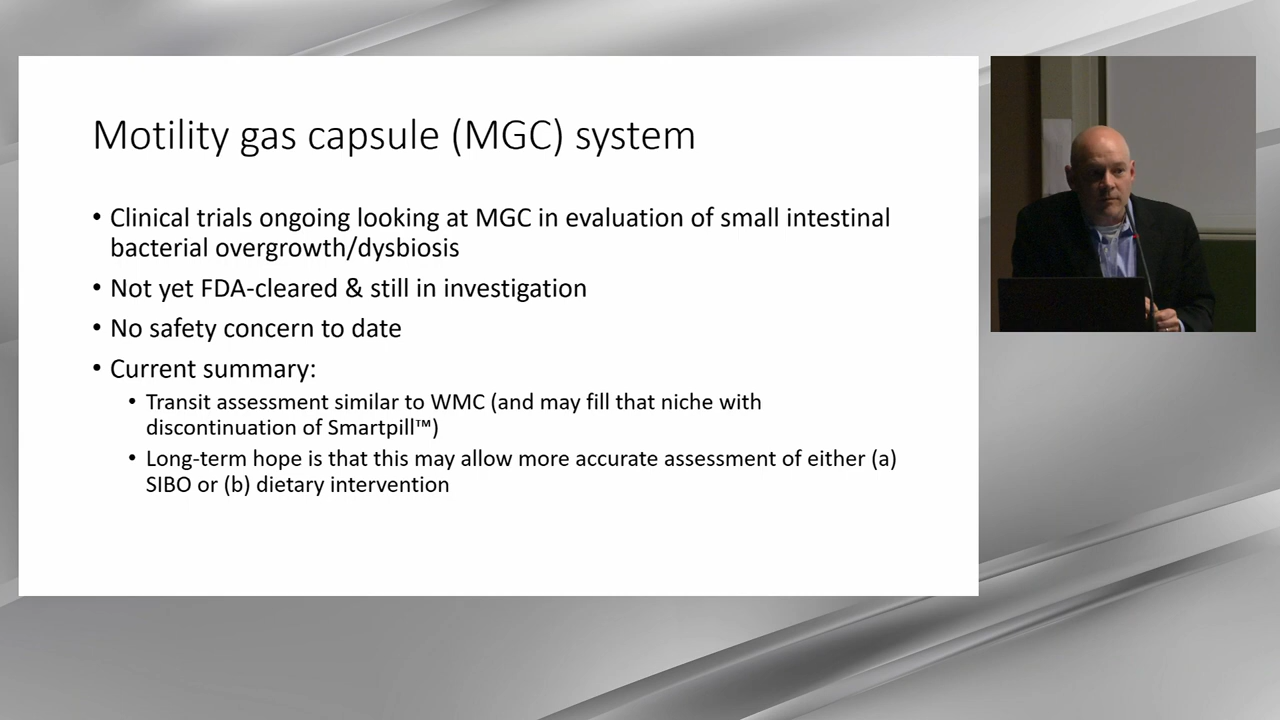 Motility gas capsule (MGC) system
• Clinical trials ongoing looking at MGC in evaluation of small intestinal
bacterial overgrowth/dysbiosis
• Not yet FDA-cleared & still in investigation
• No safety concern to date
• Current summary:
• Transit assessment similar to WMC (and may fill that niche with
discontinuation of Smartpill™)
• Long-term hope is that this may allow more accurate assessment of either (a)
SIBO or (b) dietary intervention